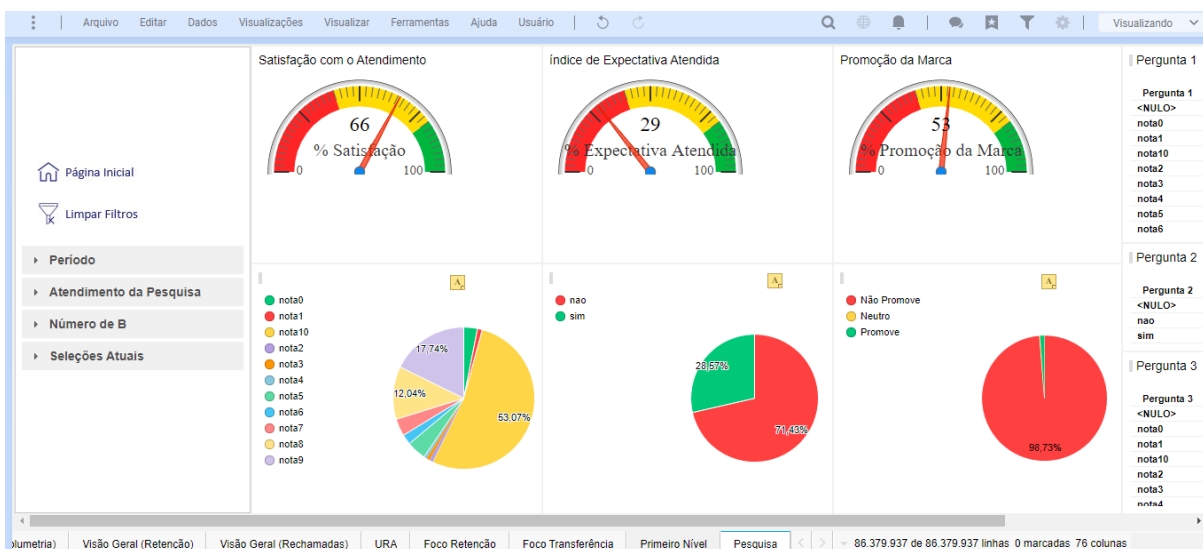 Arquivo Editar Dados Visualizações Visualizar Ferramentas Ajuda Usuário Visualizando
Página Inicial
Limpar Filtros
Período
Atendimento da Pesquisa
Número de B
Seleções Atuais
Satisfação com o Atendimento
66
% Satisfação
0 100
Índice de Expectativa Atendida
29
% Expectativa Atendida
0 100
Promoção da Marca
53
% Promoção da Marca
0 100
nota0
nota1
nota10
nota2
nota3
nota4
nota5
nota6
nota7
nota8
nota9
17,74%
12,04%
53,07%
nao
sim
28,57%
71,43%
Não Promove
Neutro
Promove
98,73%
Pergunta 1
Pergunta 1
<NULO>
nota0
nota1
nota10
nota2
nota3
nota4
nota5
nota6
Pergunta 2
Pergunta 2
<NULO>
nao
sim
Pergunta 3
Pergunta 3
<NULO>
nota0
nota1
nota10
nota2
nota3
nota4
olumetria) Visão Geral (Retenção) Visão Geral (Rechamadas) URA Foco Retenção Foco Transferência Primeiro Nível Pesquisa 86.379.937 de 86.379.937 linhas 0 marcadas 76 colunas